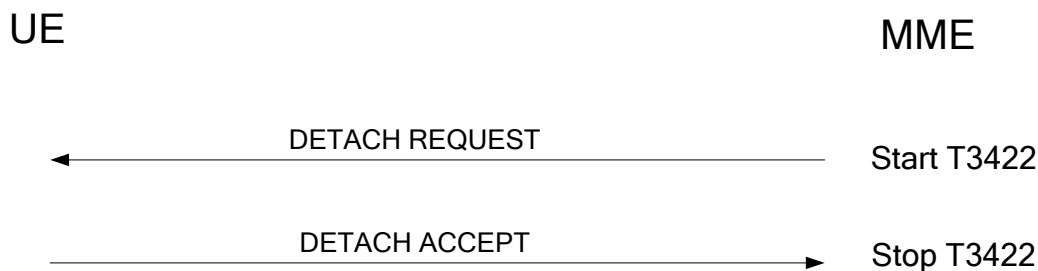 UE
MME
DETACH REQUEST
Start T3422
DETACH ACCEPT
Stop T3422